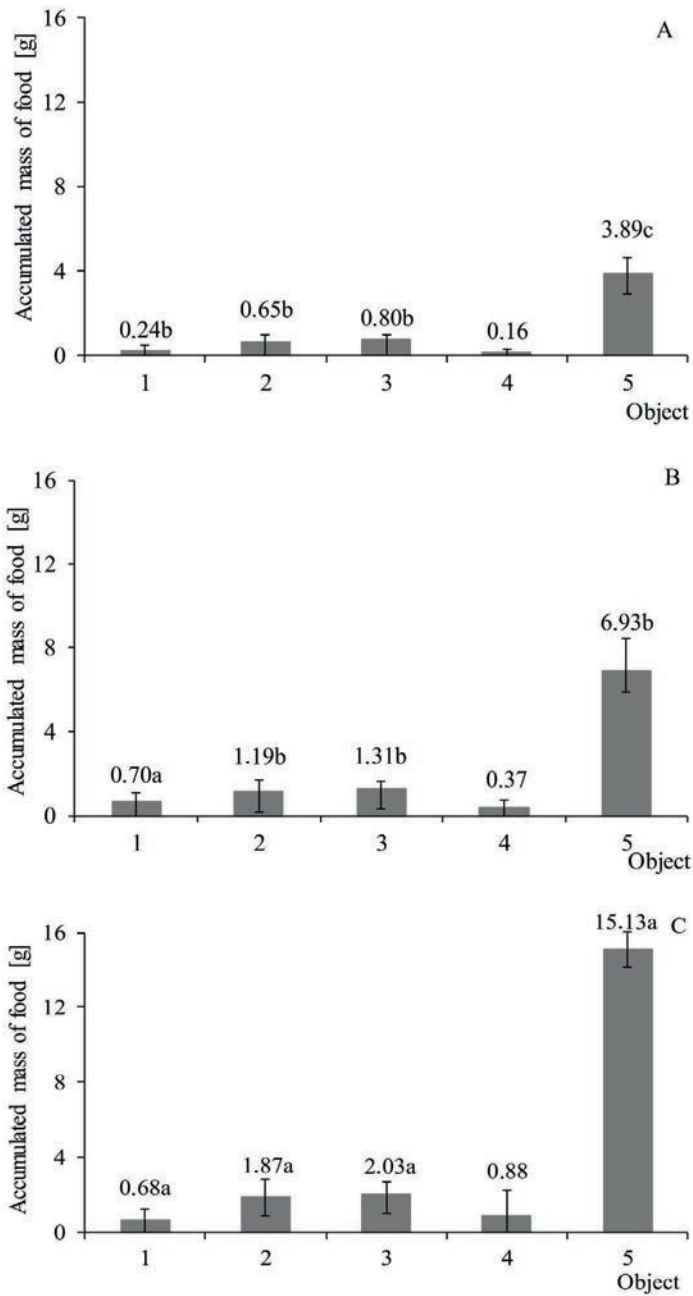 A
Accumulated mass of food [g]
16
12
8
4
0
0.24b
0.65b
0.80b
0.16
3.89c
1 2 3 4 5
Object
B
Accumulated mass of food [g]
16
12
8
4
0
0.70a
1.19b
1.31b
0.37
6.93b
1 2 3 4 5
Object
C
Accumulated mass of food [g]
16
12
8
4
0
0.68a
1.87a
2.03a
0.88
15.13a
1 2 3 4 5
Object